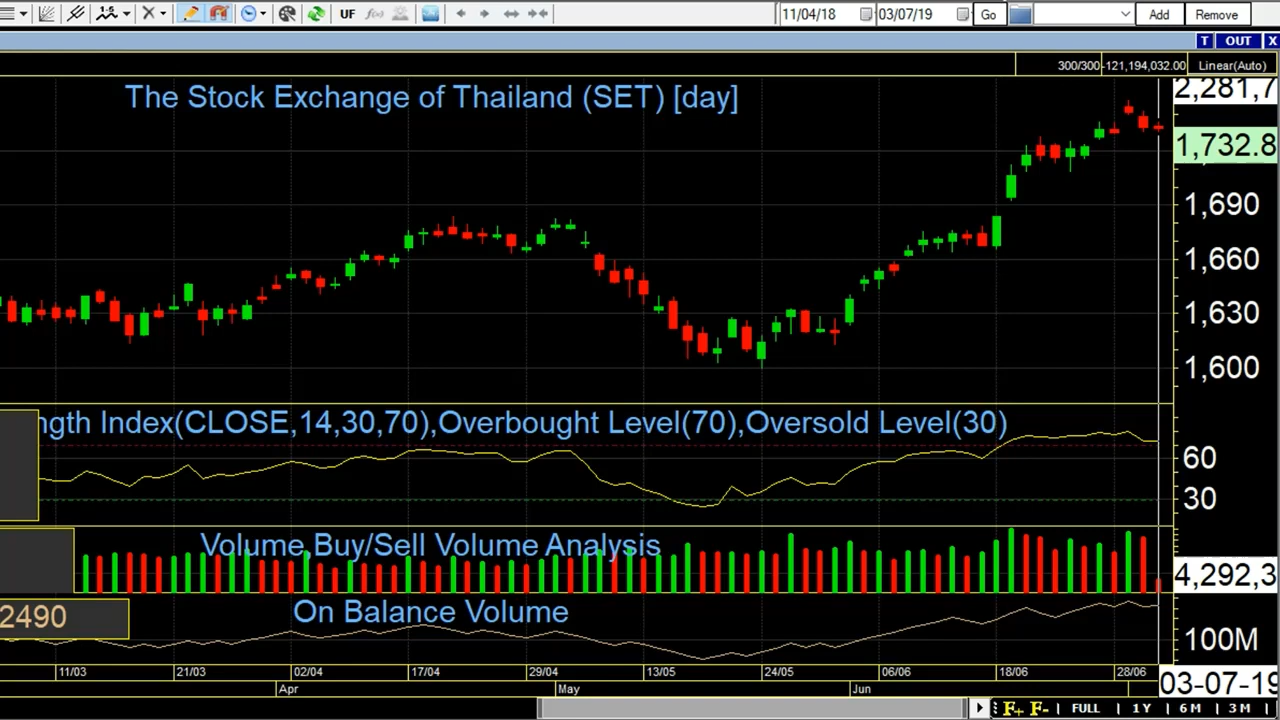 UF f(x) 11/04/18 03/07/19 Go Add Remove
T OUT X
300/300 -121,194,032.00 Linear(Auto)
The Stock Exchange of Thailand (SET) [day]
2,281,7
1,732.8
1,690
1,660
1,630
1,600
ngth Index(CLOSE,14,30,70),Overbought Level(70),Oversold Level(30)
60
30
Volume Buy/Sell Volume Analysis
4,292,3
2490
On Balance Volume
100M
11/03 21/03 02/04 17/04 29/04 13/05 24/05 06/06 18/06 28/06
Apr May Jun
03-07-19
F+ F- FULL 1Y 6M 3M